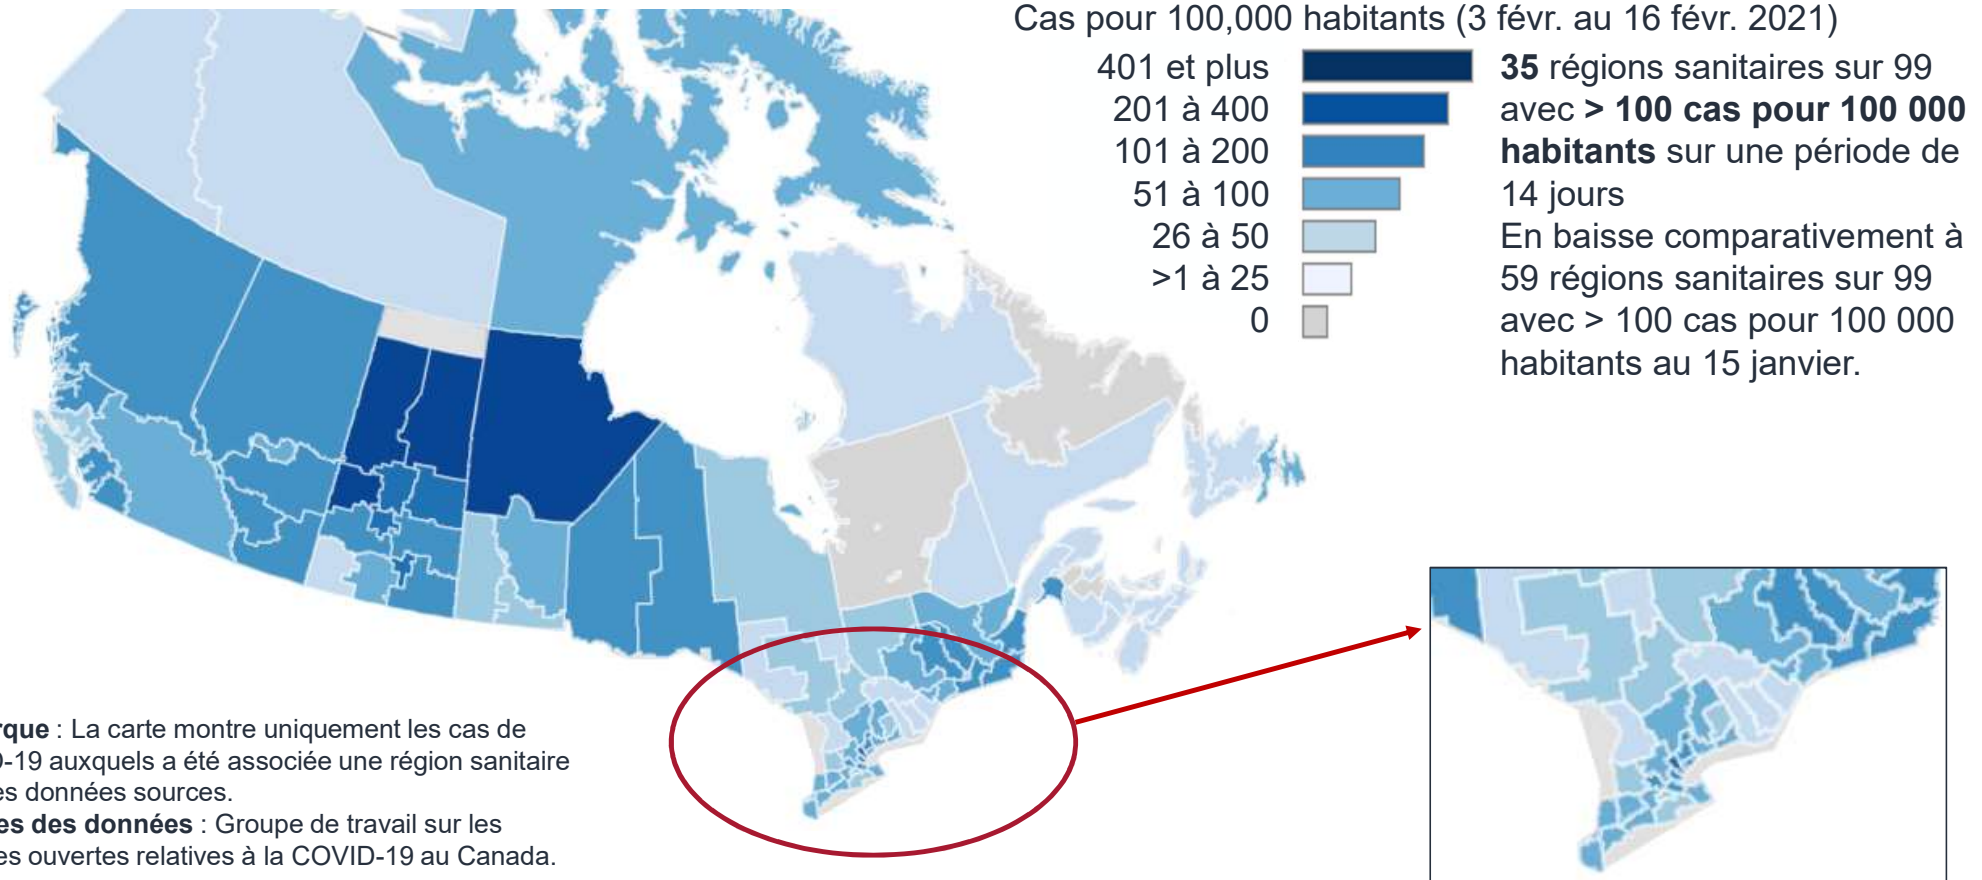 Cas pour 100,000 habitants (3 févr. au 16 févr. 2021)
401 et plus
201 à 400
101 à 200
51 à 100
26 à 50
>1 à 25
0
35 régions sanitaires sur 99
avec > 100 cas pour 100 000
habitants sur une période de
14 jours
En baisse comparativement à
59 régions sanitaires sur 99
avec > 100 cas pour 100 000
habitants au 15 janvier.
rque : La carte montre uniquement les cas de
D-19 auxquels a été associée une région sanitaire
es données sources.
es des données : Groupe de travail sur les
es ouvertes relatives à la COVID-19 au Canada.